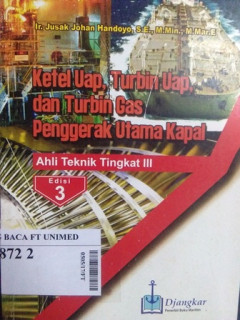 Ir. Jusak Johan Handoyo, S.E., M.Min., M.Mar.E
Ketel Uap, Turbin Uap,
dan Turbin Gas
Penggerak Utama Kapal
Ahli Teknik Tingkat III
Edisi
3
BACA FT UNIMED
872 2
Djangkar